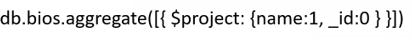 db.bios.aggregate([{ $project: {name:1, _id:0 } }])